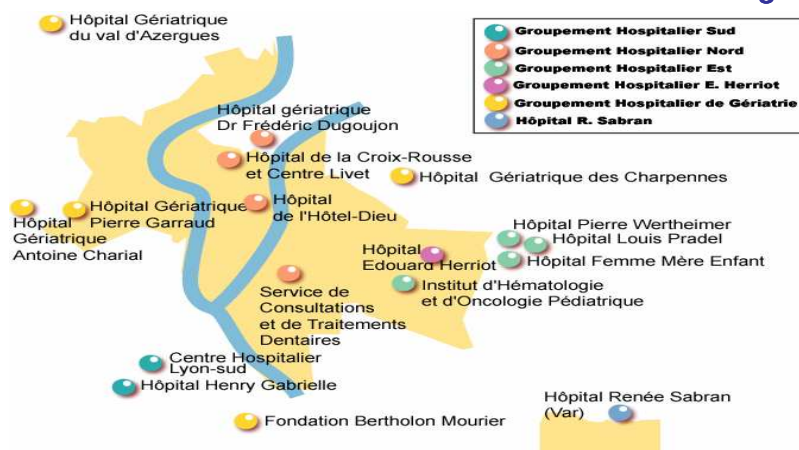 Hôpital Gériatrique
du val d'Azergues
Groupement Hospitalier Sud
Groupement Hospitalier Nord
Groupement Hospitalier Est
Groupement Hospitalier E. Herriot
Groupement Hospitalier de Gériatrie
Hôpital R. Sabran
Hôpital gériatrique
Dr Frédéric Dugoujon
Hôpital de la Croix-Rousse
et Centre Livet
Hôpital Gériatrique des Charpennes
Hôpital
Gériatrique
Antoine Charial
Hôpital Gériatrique
Pierre Garraud
Hôpital
de l'Hôtel-Dieu
Hôpital Pierre Wertheimer
Hôpital Louis Pradel
Hôpital Femme Mère Enfant
Hôpital
Edouard Herriot
Institut d'Hématologie
et d'Oncologie Pédiatrique
Service de
Consultations
et de Traitements
Dentaires
Centre Hospitalier
Lyon-sud
Hôpital Henry Gabrielle
Fondation Bertholon Mourier
Hôpital Renée Sabran
(Var)